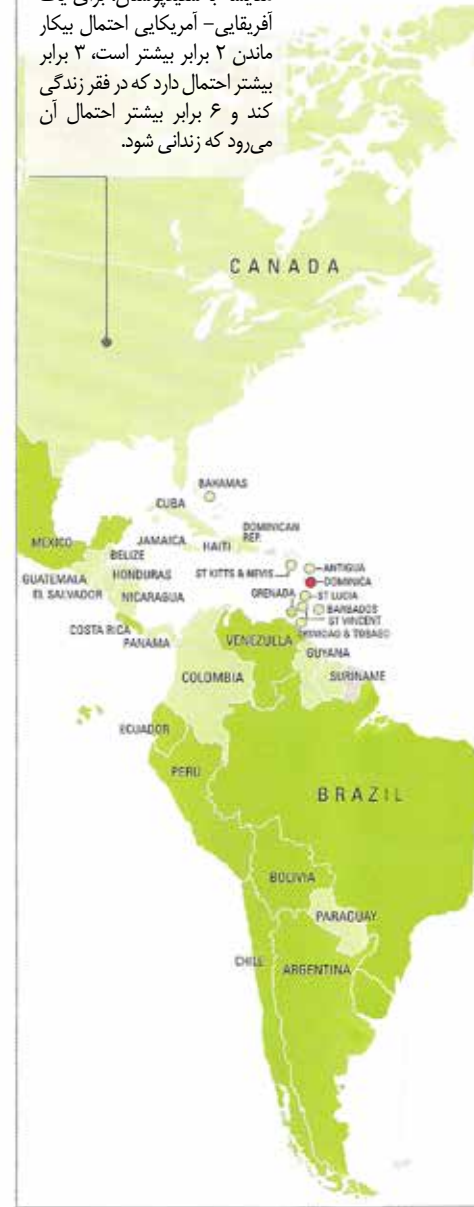 آفریقایی- آمریکایی احتمال بیکار
ماندن ۲ برابر بیشتر است، ۳ برابر
بیشتر احتمال دارد که در فقر زندگی
کند و ۶ برابر بیشتر احتمال آن
می‌رود که زندانی شود.
CANADA
BAHAMAS
CUBA
DOMINICAN
REP.
MEXICO
JAMAICA
HAITI
BELIZE
ANTIGUA
GUATEMALA
HONDURAS
ST KITTS & NEVIS
DOMINICA
EL SALVADOR
NICARAGUA
GRENADA
ST LUCIA
BARBADOS
ST VINCENT
COSTA RICA
TRINIDAD & TOBAGO
PANAMA
VENEZULLA
GUYANA
COLOMBIA
SURINAME
ECUADOR
PERU
BRAZIL
BOLIVIA
PARAGUAY
CHILE
ARGENTINA